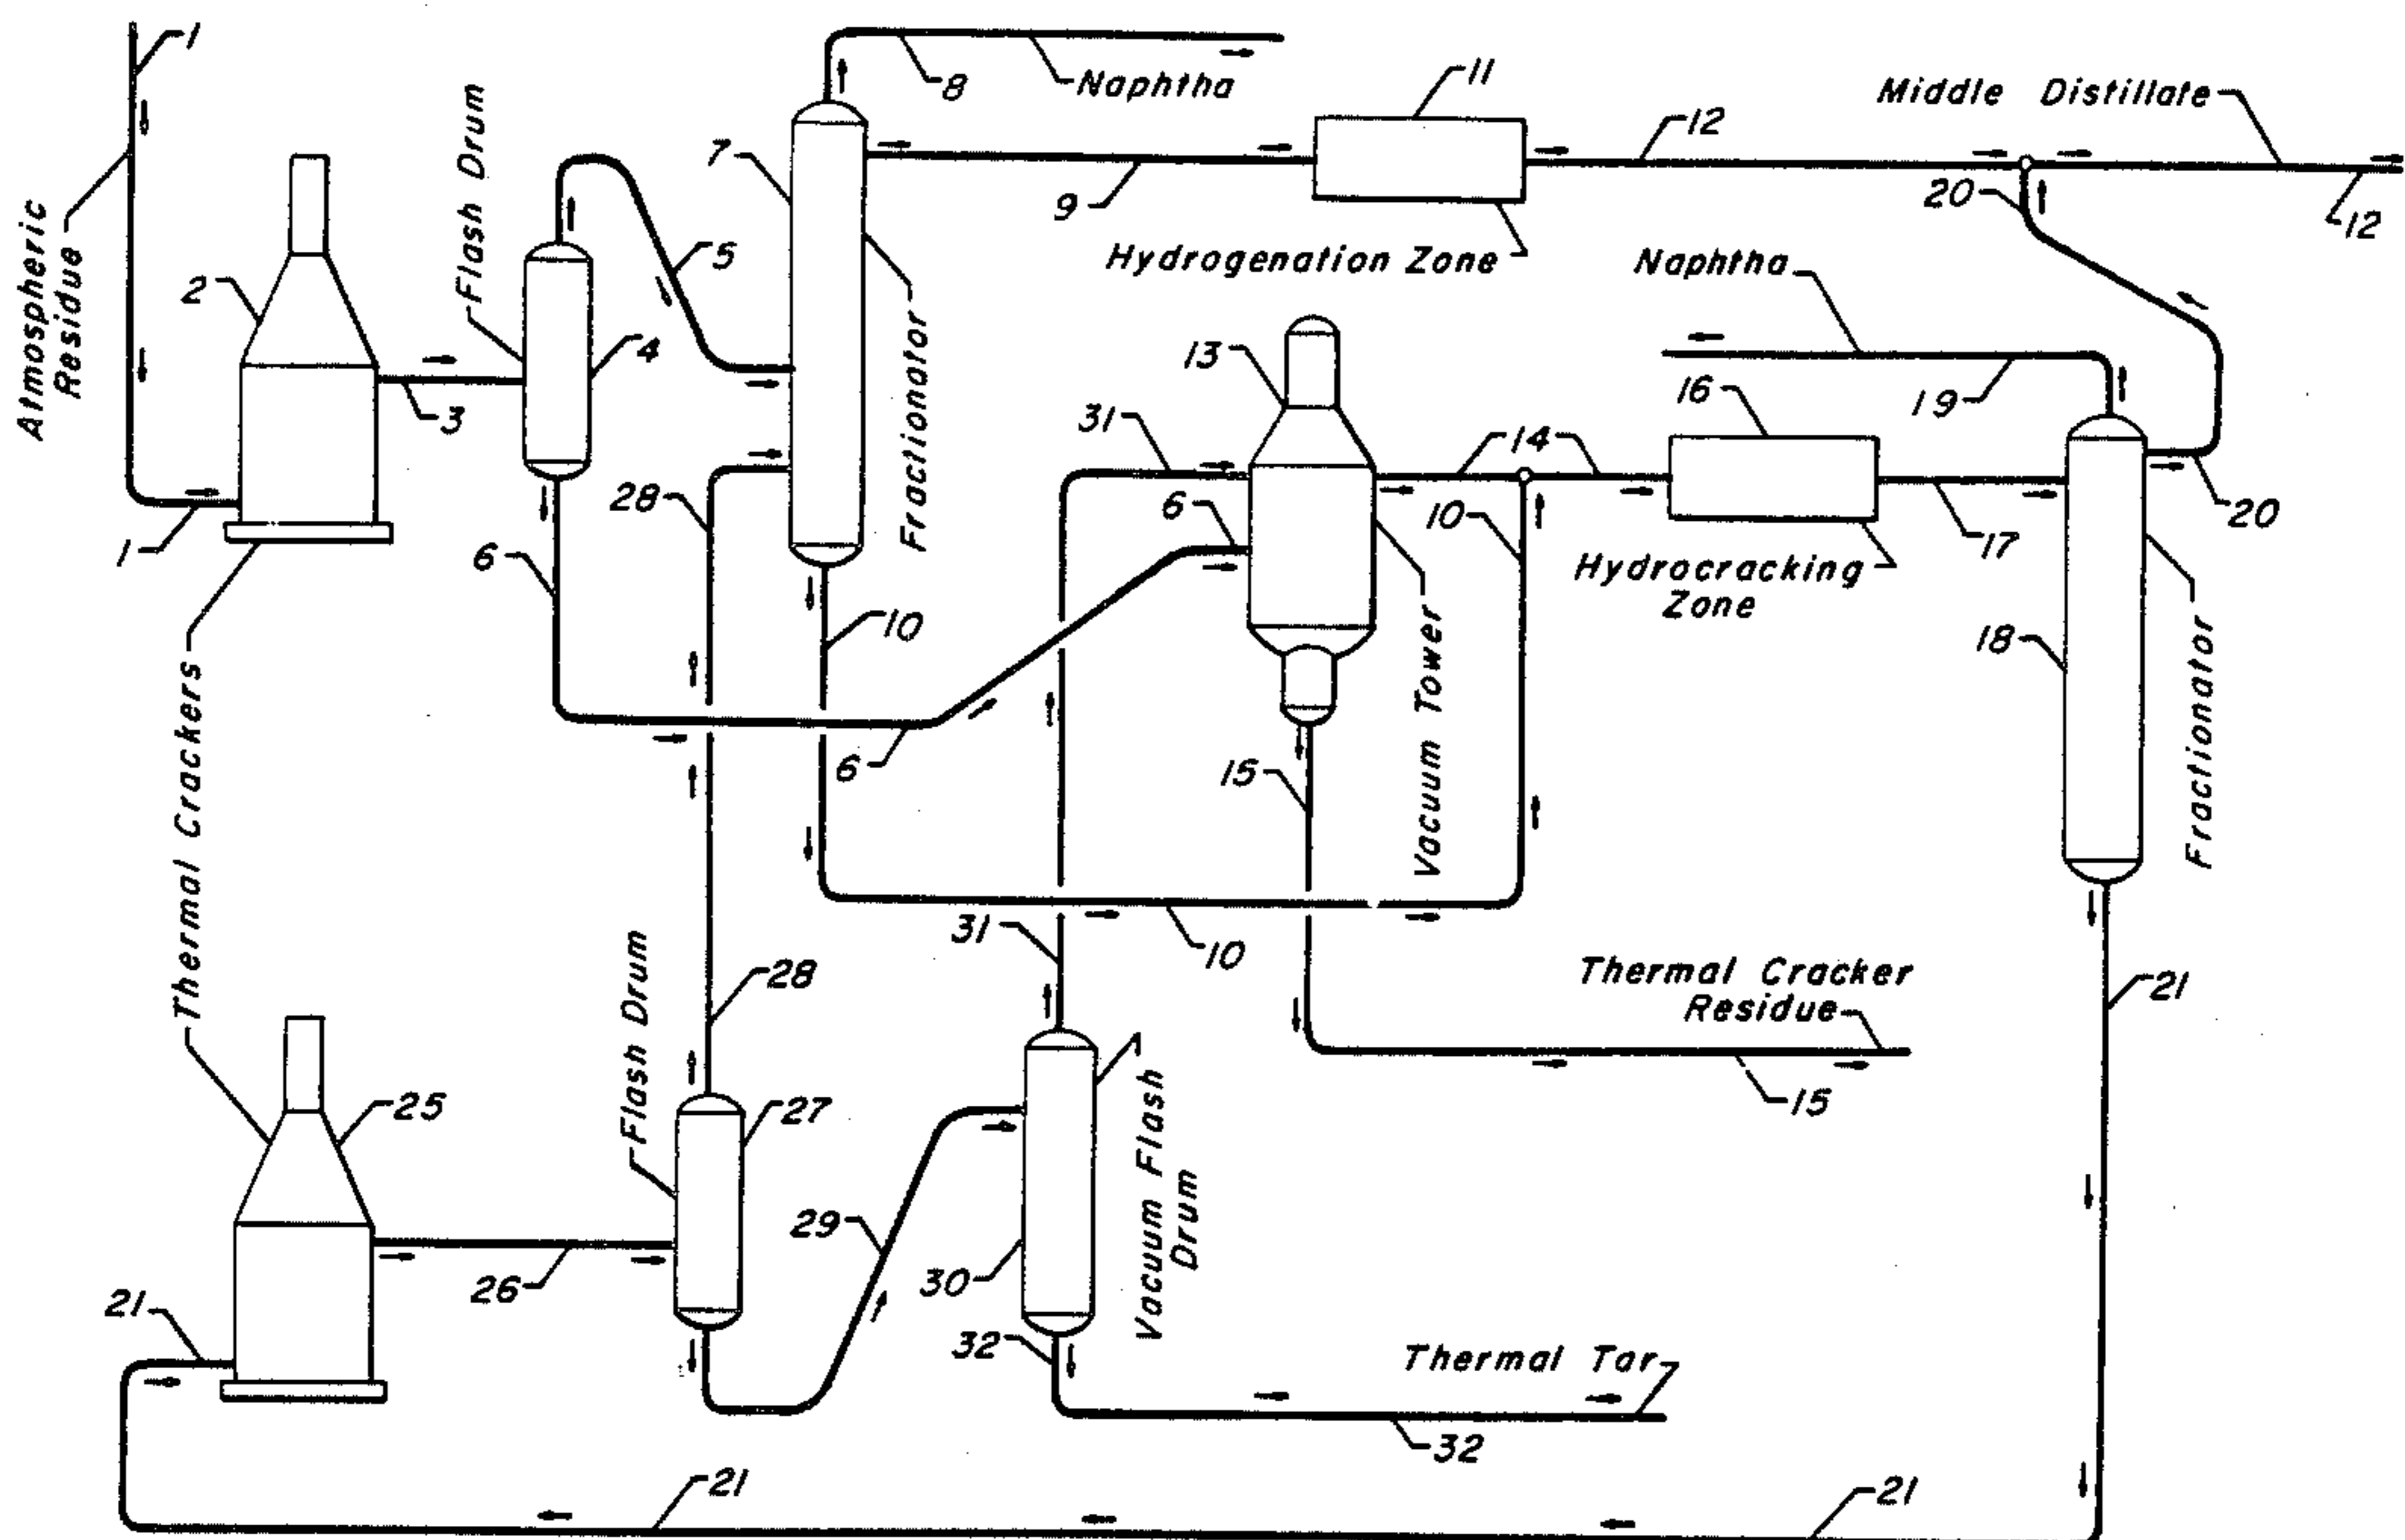 1
8
Naphtha
11
12
Middle Distillate
Flash Drum
7
9
Hydrogenation Zone
20
12
Atmospheric
Residue
2
5
4
3
Fractionator
Naphtha
13
16
19
31
14
28
6
10
20
17
1
6
Hydrocracking
Zone
10
18
Fractionator
Thermal Crackers
6
15
Vacuum Tower
31
10
28
Thermal Cracker
Residue
21
Flash Drum
25
27
15
Vacuum Flash
Drum
29
26
30
21
32
Thermal Tar
32
21
21